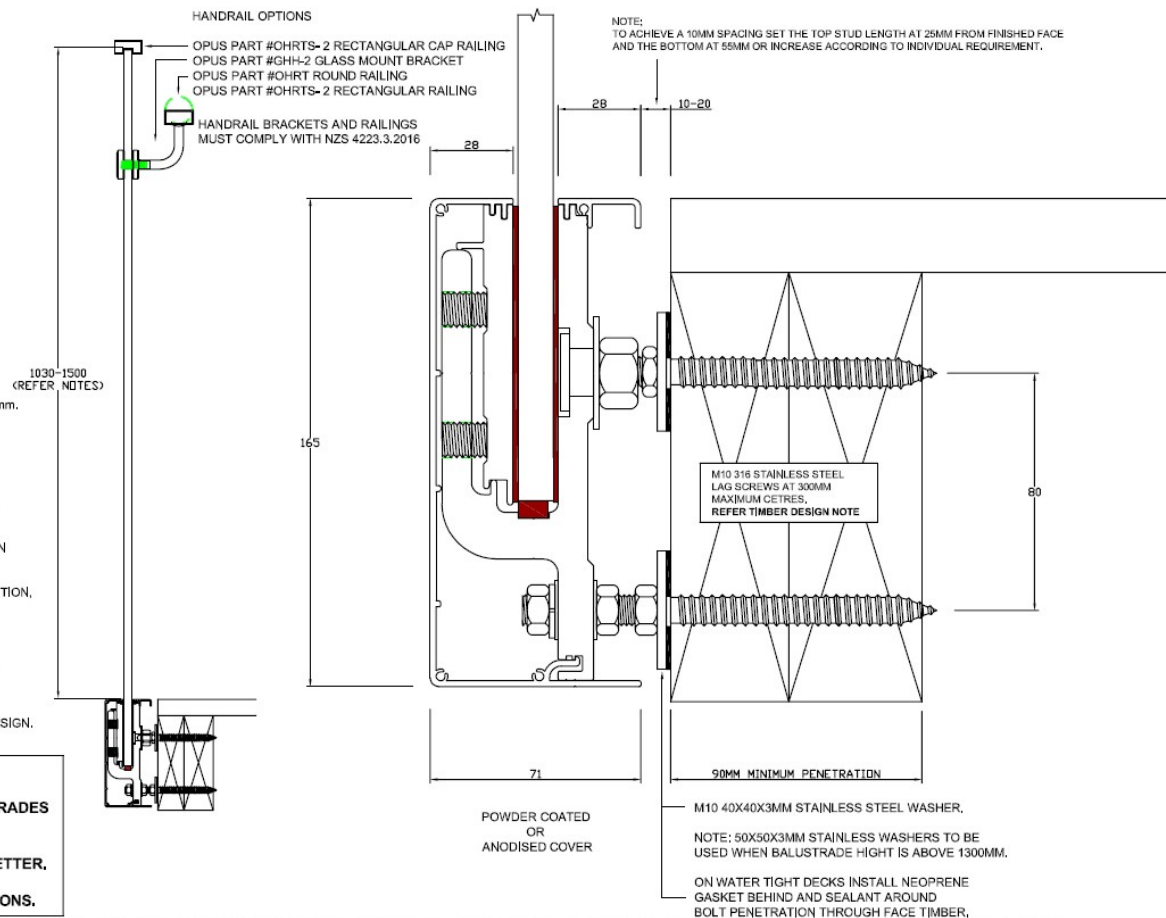 HANDRAIL OPTIONS
OPUS PART #OHRTS-2 RECTANGULAR CAP RAILING
OPUS PART #GHH-2 GLASS MOUNT BRACKET
OPUS PART #OHRT ROUND RAILING
OPUS PART #OHRTS-2 RECTANGULAR RAILING
HANDRAIL BRACKETS AND RAILINGS
MUST COMPLY WITH NZS 4223.3.2016
NOTE;
TO ACHIEVE A 10MM SPACING SET THE TOP STUD LENGTH AT 25MM FROM FINISHED FACE
AND THE BOTTOM AT 55MM OR INCREASE ACCORDING TO INDIVIDUAL REQUIREMENT.
28
10-20
28
1030-1500
(REFER NOTES)
mm.
165
M10 316 STAINLESS STEEL
LAG SCREWS AT 300MM
MAXIMUM CETRES,
REFER TIMBER DESIGN NOTE
80
N
TION,
SIGN.
RADES
ETTER,
ONS.
71
90MM MINIMUM PENETRATION
POWDER COATED
OR
ANODISED COVER
M10 40X40X3MM STAINLESS STEEL WASHER,
NOTE: 50X50X3MM STAINLESS WASHERS TO BE
USED WHEN BALUSTRADE HIGHT IS ABOVE 1300MM.
ON WATER TIGHT DECKS INSTALL NEOPRENE
GASKET BEHIND AND SEALANT AROUND
BOLT PENETRATION THROUGH FACE TIMBER,